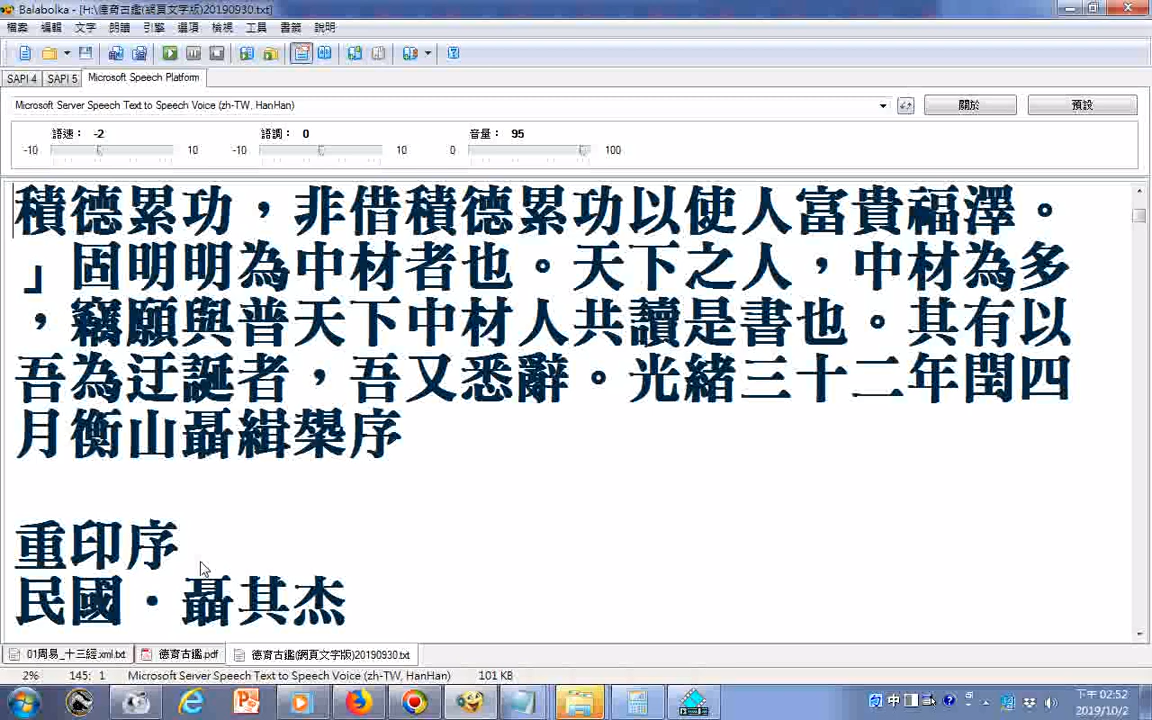 Balabolka - [H:\德育古鑑(網頁文字版)20190930.txt]
檔案 編輯 文字 朗讀 引擎 選項 檢視 工具 書籤 說明
SAPI 4 SAPI 5 Microsoft Speech Platform
Microsoft Server Speech Text to Speech Voice (zh-TW, HanHan) 關於 預設
語速： -2 語調： 0 音量： 95
-10 10 -10 10 0 100
積德累功，非借積德累功以使人富貴福澤。
」固明明為中材者也。天下之人，中材為多
，竊願與普天下中材人共讀是書也。其有以
吾為迂誕者，吾又悉辭。光緒三十二年閏四
月衡山聶緝槼序
重印序
民國．聶其杰
01周易_十三經.xml.txt 德育古鑑.pdf 德育古鑑(網頁文字版)20190930.txt
2% 145: 1 Microsoft Server Speech Text to Speech Voice (zh-TW, HanHan) 101 KB
中 下午 02:52
2019/10/2